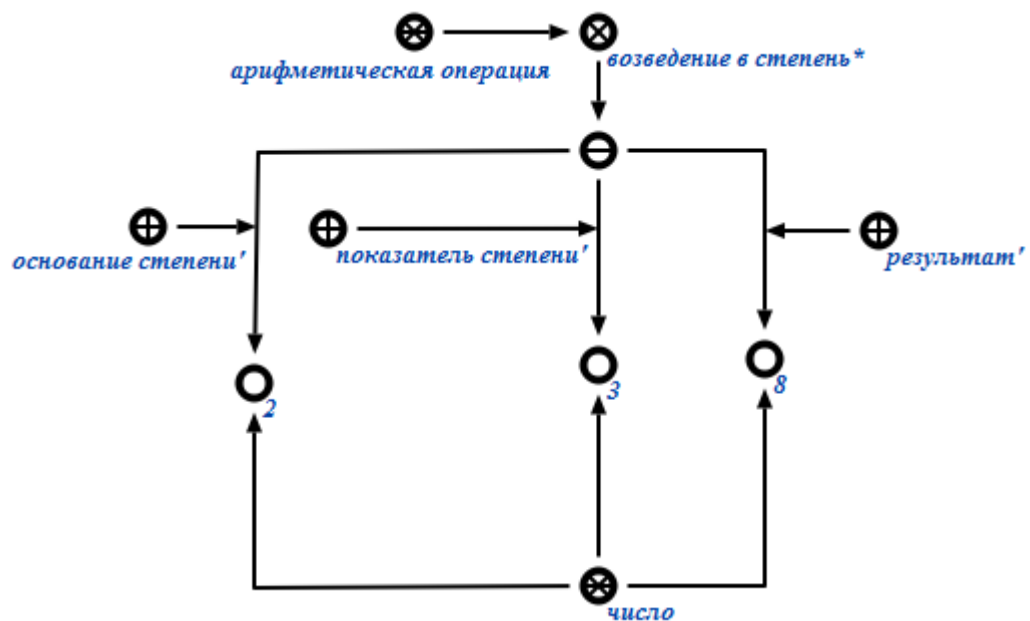 арифметическая операция
возведение в степень*
основание степени'
показатель степени'
результат'
2
3
8
число